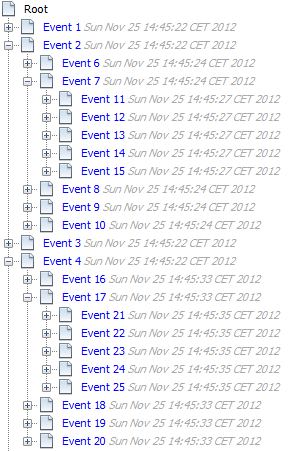 Root
Event 1 Sun Nov 25 14:45:22 CET 2012
Event 2 Sun Nov 25 14:45:22 CET 2012
Event 6 Sun Nov 25 14:45:24 CET 2012
Event 7 Sun Nov 25 14:45:24 CET 2012
Event 11 Sun Nov 25 14:45:27 CET 2012
Event 12 Sun Nov 25 14:45:27 CET 2012
Event 13 Sun Nov 25 14:45:27 CET 2012
Event 14 Sun Nov 25 14:45:27 CET 2012
Event 15 Sun Nov 25 14:45:27 CET 2012
Event 8 Sun Nov 25 14:45:24 CET 2012
Event 9 Sun Nov 25 14:45:24 CET 2012
Event 10 Sun Nov 25 14:45:24 CET 2012
Event 3 Sun Nov 25 14:45:22 CET 2012
Event 4 Sun Nov 25 14:45:22 CET 2012
Event 16 Sun Nov 25 14:45:33 CET 2012
Event 17 Sun Nov 25 14:45:33 CET 2012
Event 21 Sun Nov 25 14:45:35 CET 2012
Event 22 Sun Nov 25 14:45:35 CET 2012
Event 23 Sun Nov 25 14:45:35 CET 2012
Event 24 Sun Nov 25 14:45:35 CET 2012
Event 25 Sun Nov 25 14:45:35 CET 2012
Event 18 Sun Nov 25 14:45:33 CET 2012
Event 19 Sun Nov 25 14:45:33 CET 2012
Event 20 Sun Nov 25 14:45:33 CET 2012